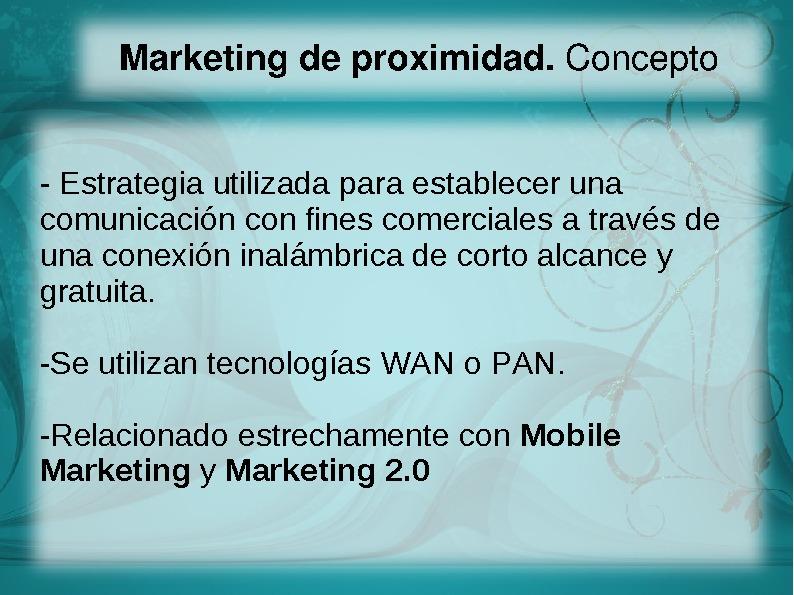 Marketing de proximidad. Concepto
- Estrategia utilizada para establecer una
comunicación con fines comerciales a través de
una conexión inalámbrica de corto alcance y
gratuita.
-Se utilizan tecnologías WAN o PAN.
-Relacionado estrechamente con Mobile
Marketing y Marketing 2.0